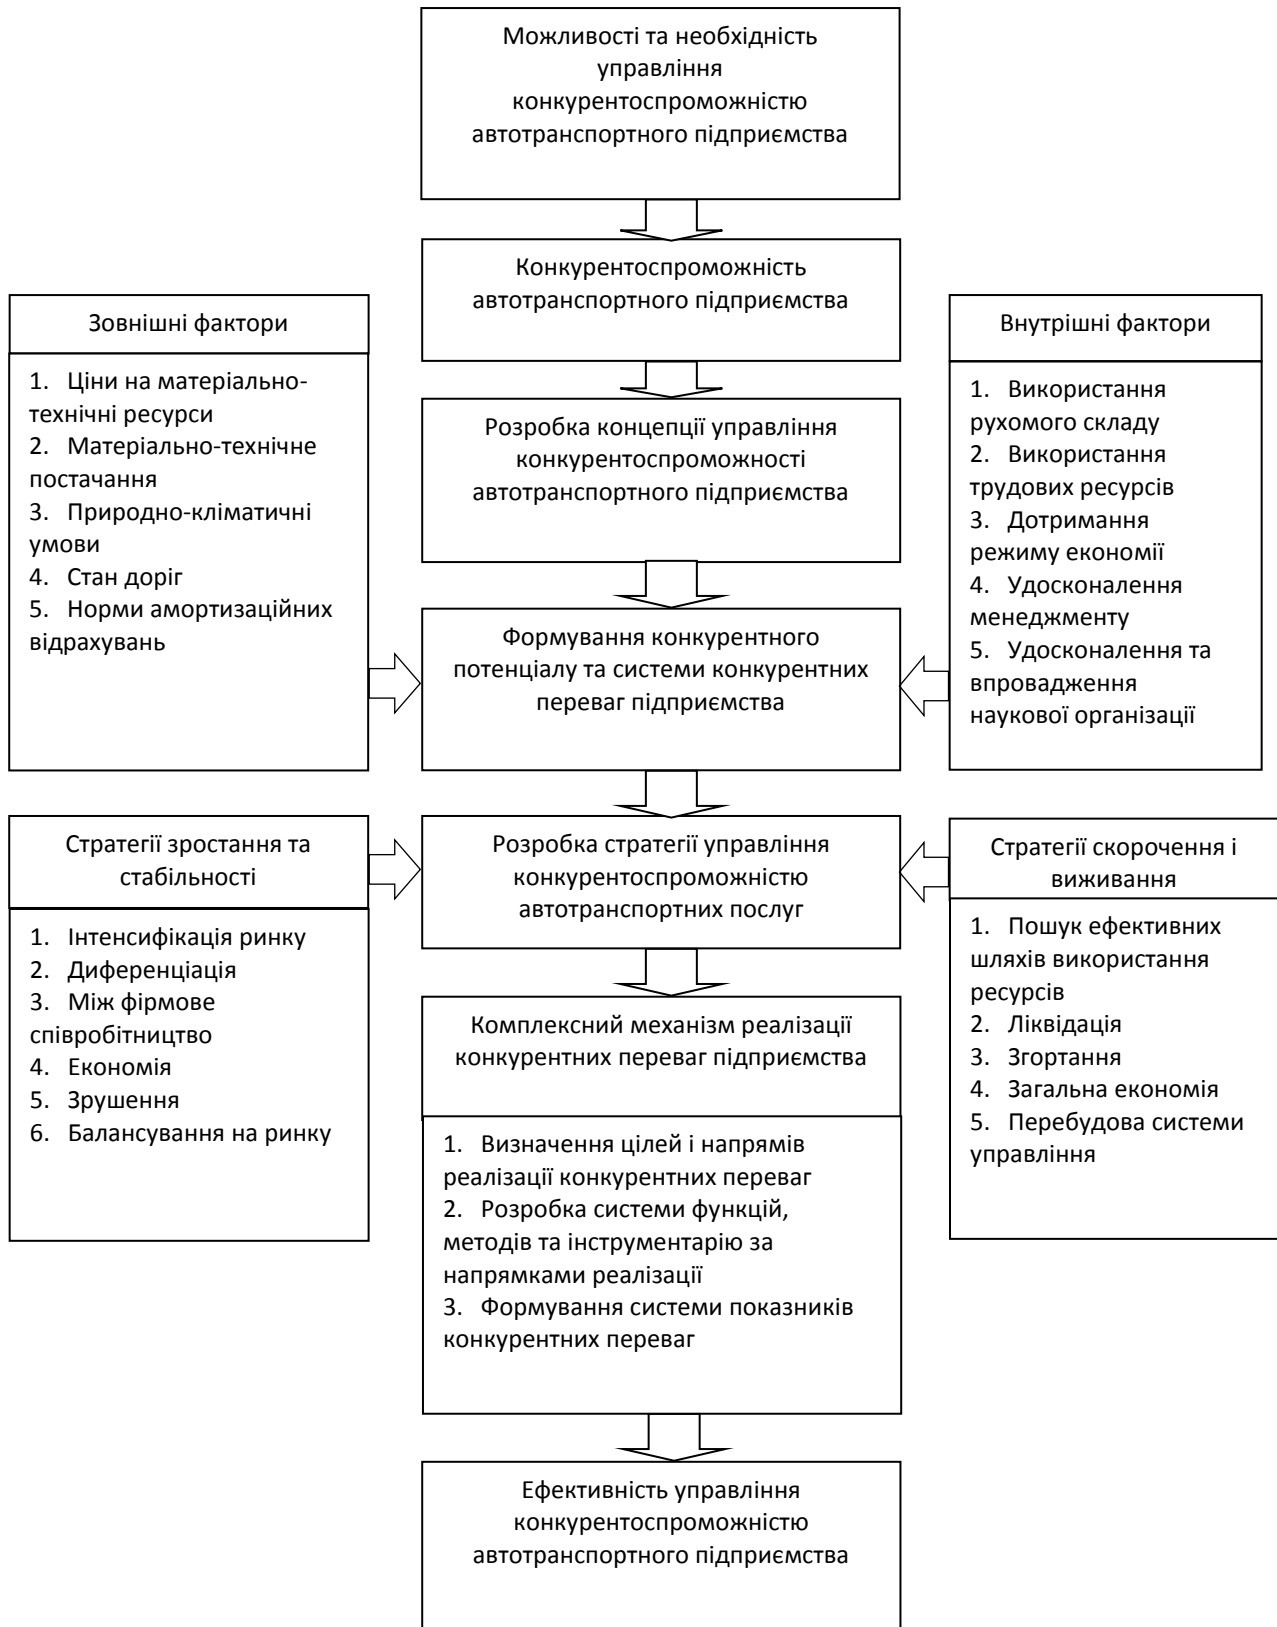 Можливості та необхідність
управління
конкурентоспроможністю
автотранспортного підприємства
Конкурентоспроможність
автотранспортного підприємства
Зовнішні фактори
1. Ціни на матеріально-
технічні ресурси
2. Матеріально-технічне
постачання
3. Природно-кліматичні
умови
4. Стан доріг
5. Норми амортизаційних
відрахувань
Розробка концепції управління
конкурентоспроможності
автотранспортного підприємства
Внутрішні фактори
1. Використання
рухомого складу
2. Використання
трудових ресурсів
3. Дотримання
режиму економії
4. Удосконалення
менеджменту
5. Удосконалення та
впровадження
наукової організації
Формування конкурентного
потенціалу та системи конкурентних
переваг підприємства
Стратегії зростання та
стабільності
1. Інтенсифікація ринку
2. Диференціація
3. Між фірмове
співробітництво
4. Економія
5. Зрушення
6. Балансування на ринку
Розробка стратегії управління
конкурентоспроможністю
автотранспортних послуг
Стратегії скорочення і
виживання
1. Пошук ефективних
шляхів використання
ресурсів
2. Ліквідація
3. Згортання
4. Загальна економія
5. Перебудова системи
управління
Комплексний механізм реалізації
конкурентних переваг підприємства
1. Визначення цілей і напрямів
реалізації конкурентних переваг
2. Розробка системи функцій,
методів та інструментарію за
напрямками реалізації
3. Формування системи показників
конкурентних переваг
Ефективність управління
конкурентоспроможністю
автотранспортного підприємства